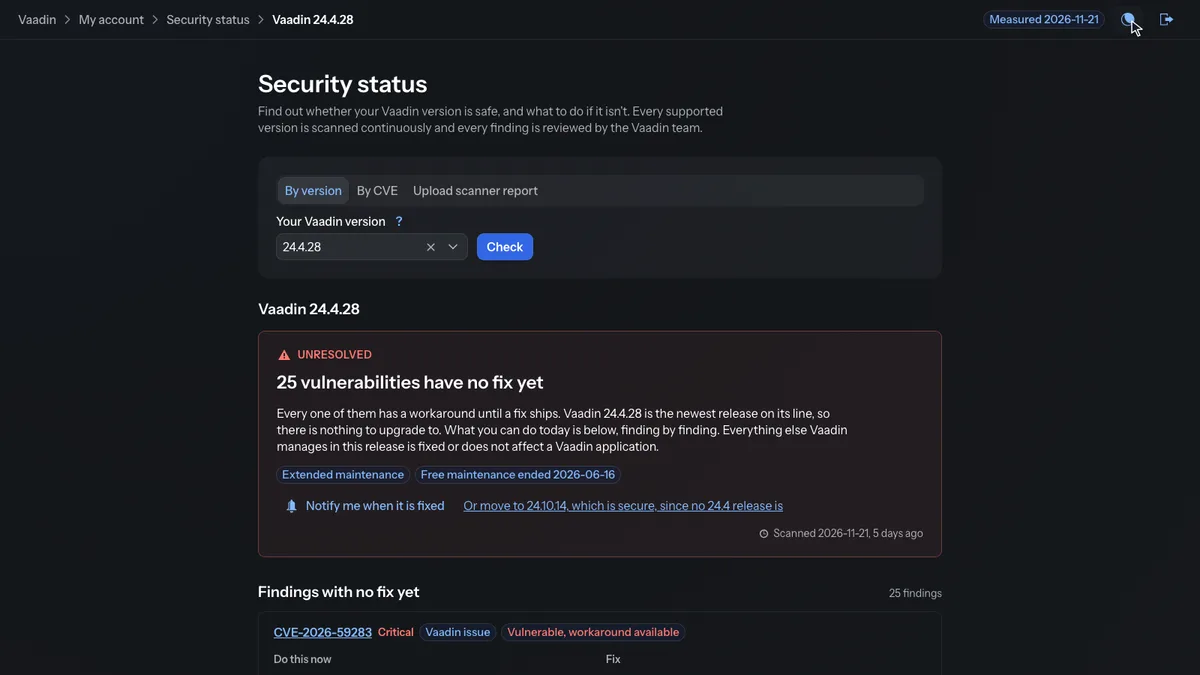 Vaadin > My account > Security status > Vaadin 24.4.28
Measured 2026-11-21
Security status
Find out whether your Vaadin version is safe, and what to do if it isn't. Every supported
version is scanned continuously and every finding is reviewed by the Vaadin team.
By version By CVE Upload scanner report
Your Vaadin version ?
24.4.28
Check
Vaadin 24.4.28
UNRESOLVED
25 vulnerabilities have no fix yet
Every one of them has a workaround until a fix ships. Vaadin 24.4.28 is the newest release on its line, so
there is nothing to upgrade to. What you can do today is below, finding by finding. Everything else Vaadin
manages in this release is fixed or does not affect a Vaadin application.
Extended maintenance Free maintenance ended 2026-06-16
Notify me when it is fixed Or move to 24.10.14, which is secure, since no 24.4 release is
Scanned 2026-11-21, 5 days ago
Findings with no fix yet
25 findings
CVE-2026-59283 Critical Vaadin issue Vulnerable, workaround available
Do this now Fix